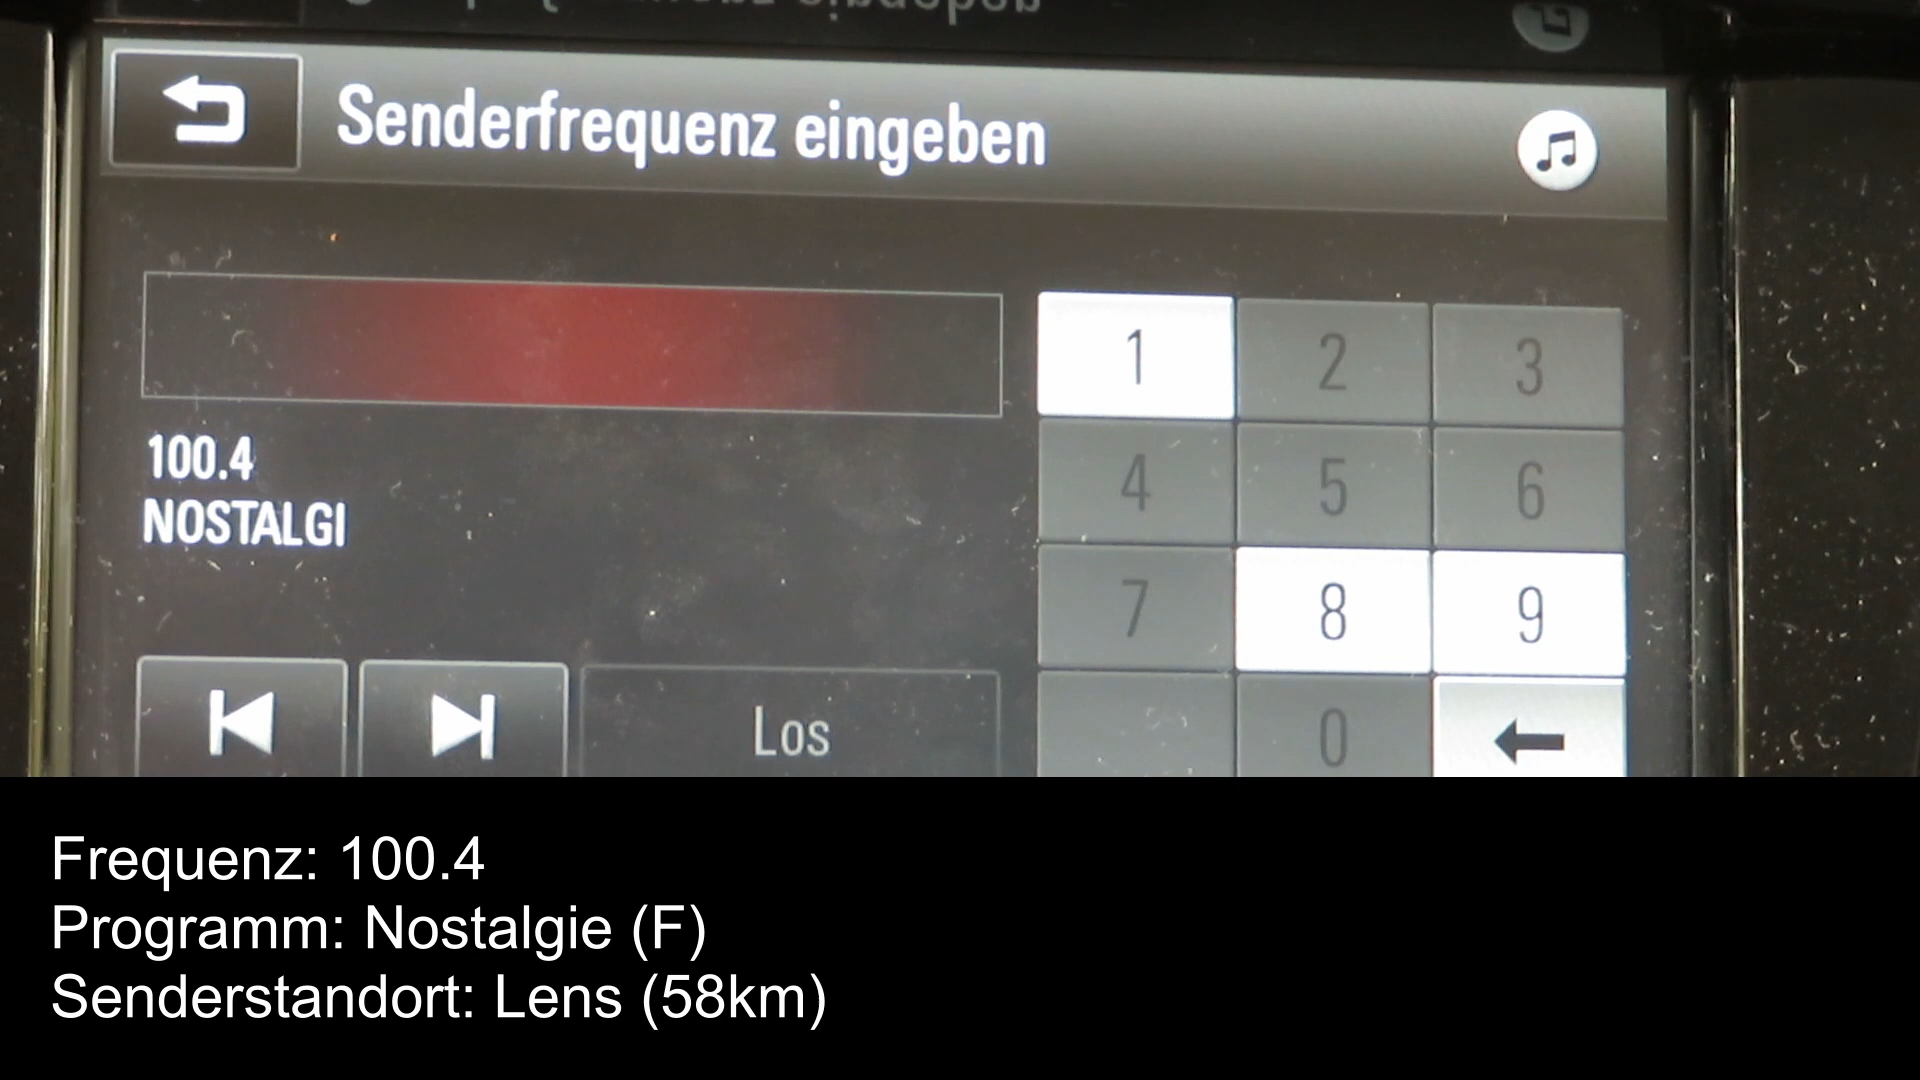 Senderfrequenz eingeben
1 2 3
100.4
4 5 6
NOSTALGI
7 8 9
Los
0
Frequenz: 100.4
Programm: Nostalgie (F)
Senderstandort: Lens (58km)